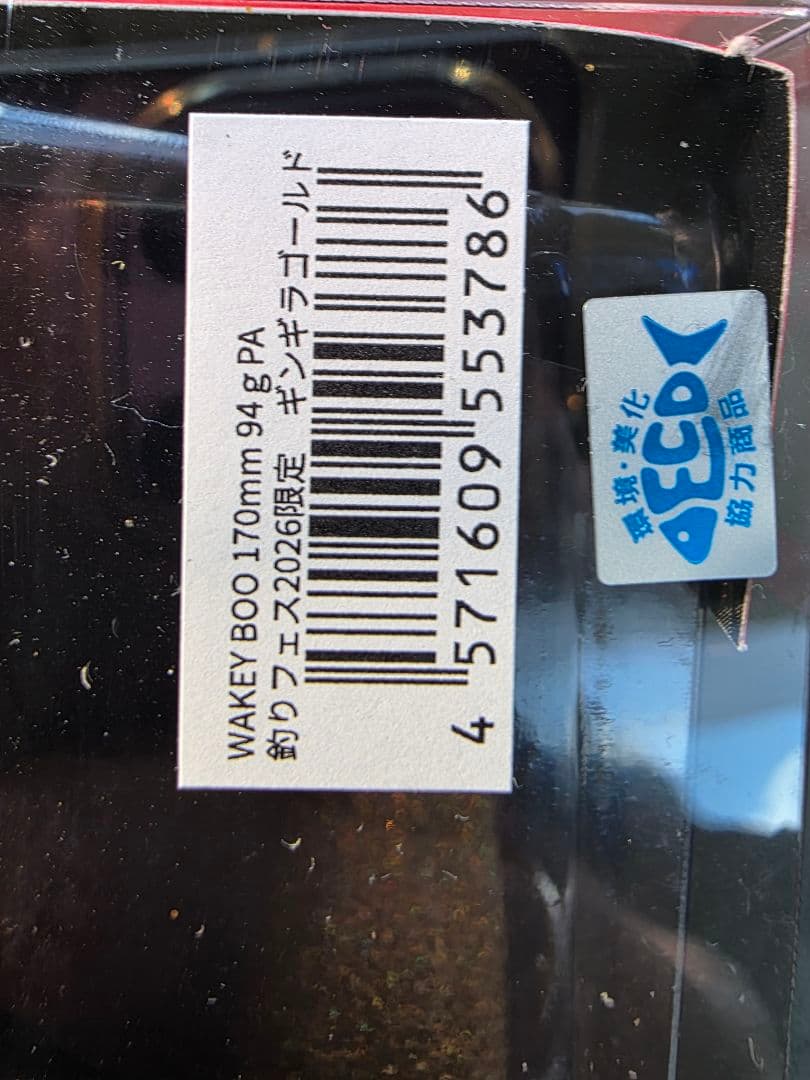 WAKEY BOO 170mm 94g PA
釣りフェス2026限定 ギンギラゴールド
4 571609 553786
環境・美化
ECO
協力商品